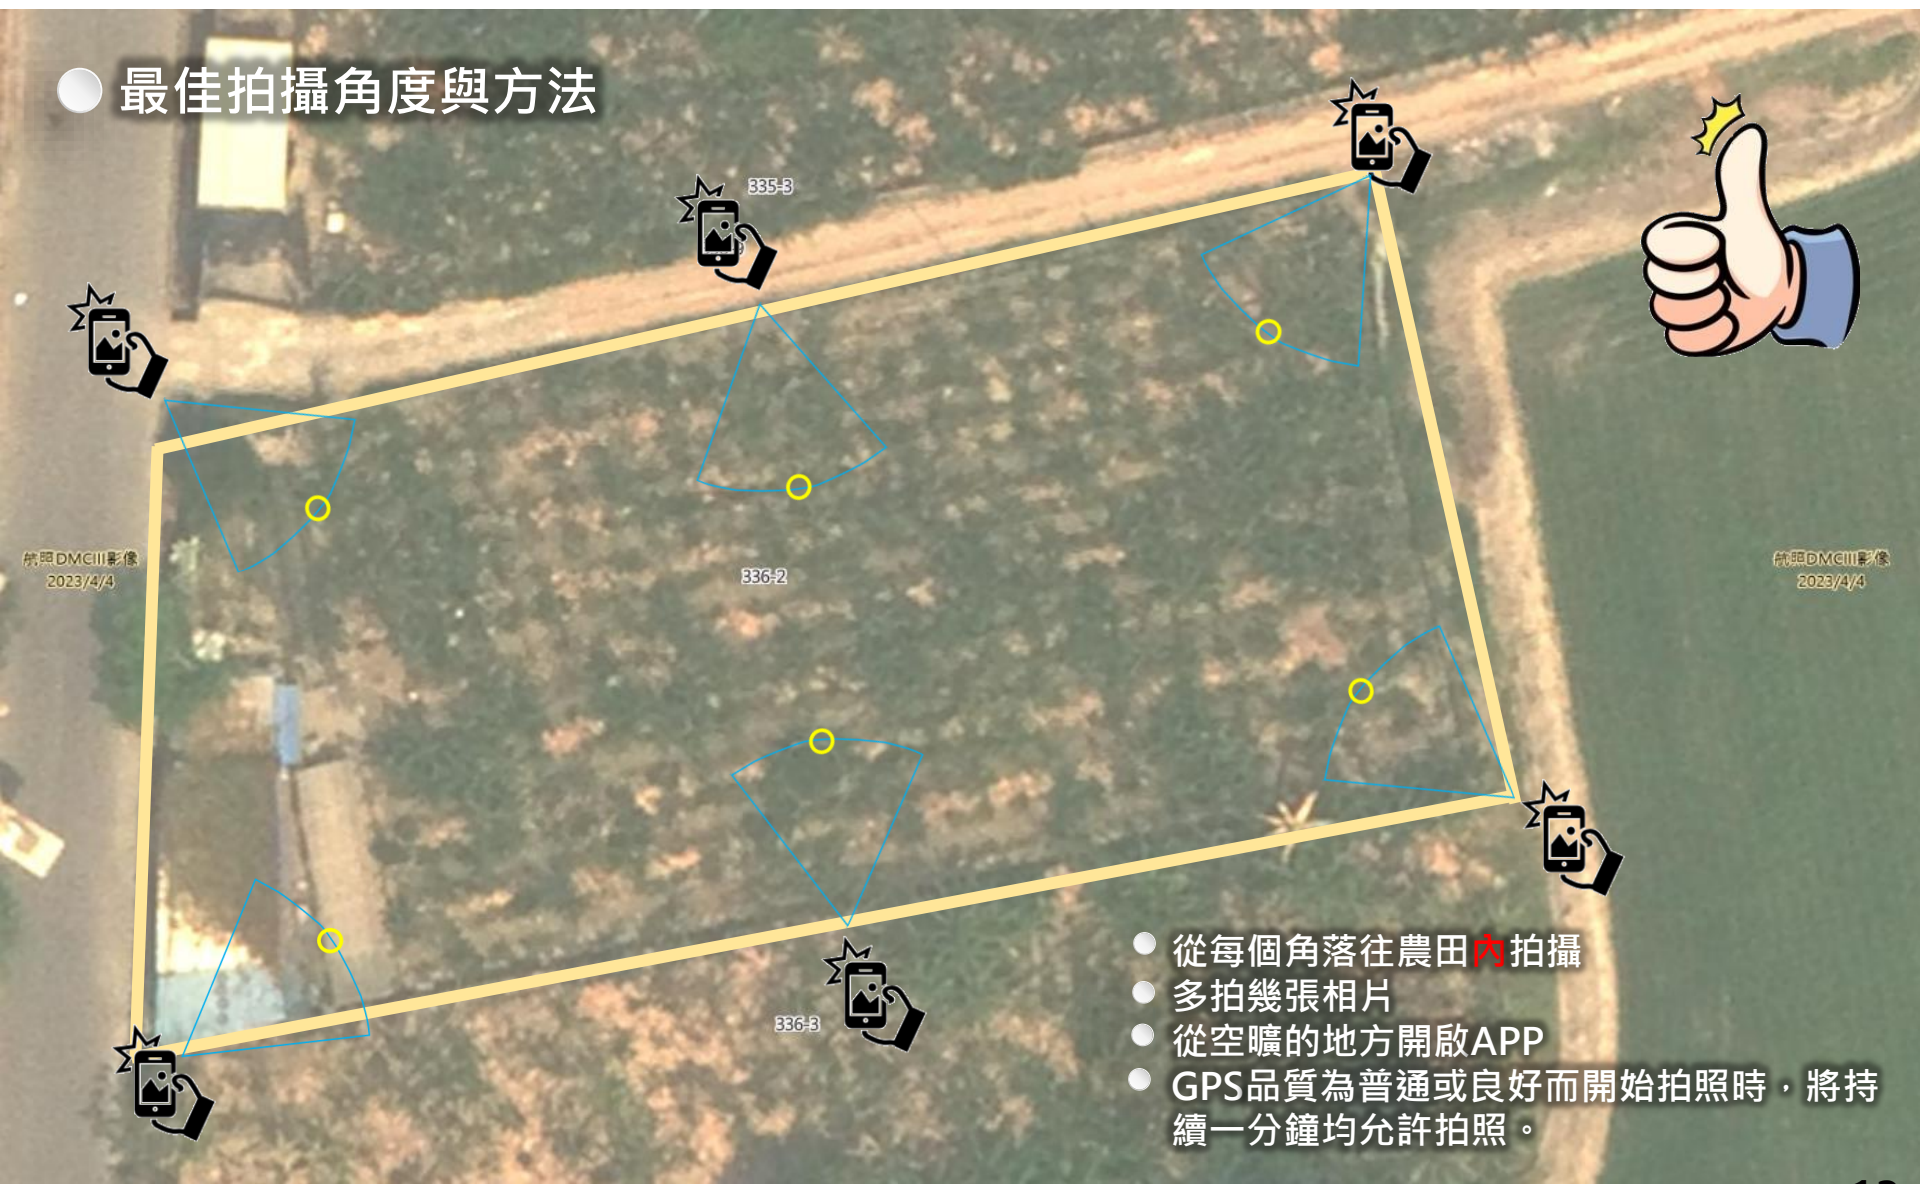 最佳拍攝角度與方法
335-3
航照DMCIII影像
2023/4/4
336-2
航照DMCIII影像
2023/4/4
336-3
從每個角落往農田內拍攝
多拍幾張相片
從空曠的地方開啟APP
GPS品質為普通或良好而開始拍照時，將持
續一分鐘均允許拍照。